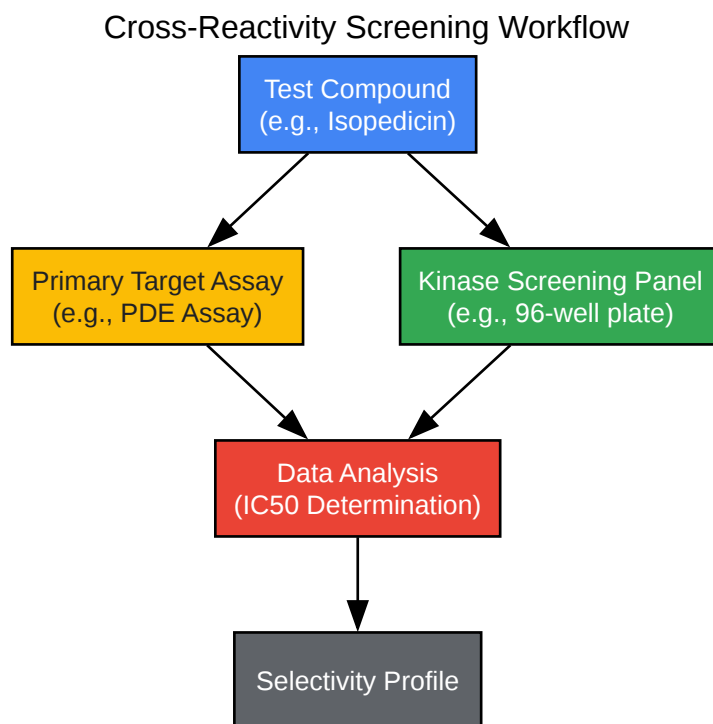 Cross-Reactivity Screening Workflow
Test Compound
(e.g., Isopedicin)
Primary Target Assay
(e.g., PDE Assay)
Kinase Screening Panel
(e.g., 96-well plate)
Data Analysis
(IC50 Determination)
Selectivity Profile